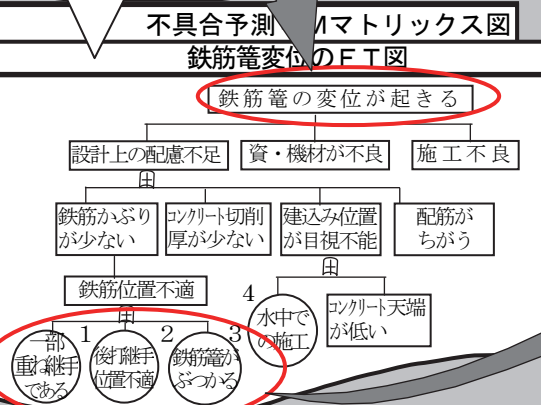 不具合予測 Mマトリックス図
鉄筋篭変位のFT図
鉄筋篭の変位が起きる
設計上の配慮不足
資・機材が不良
施工不良
鉄筋かぶり
が少ない
コンクリート切削
厚が少ない
建込み位置
が目視不能
配筋が
ちがう
鉄筋位置不適
4
水中で
の施工
コンクリート天端
が低い
一部
重ね継手
である
1
後打継手
位置不適
2
鉄筋篭が
ぶつかる
3